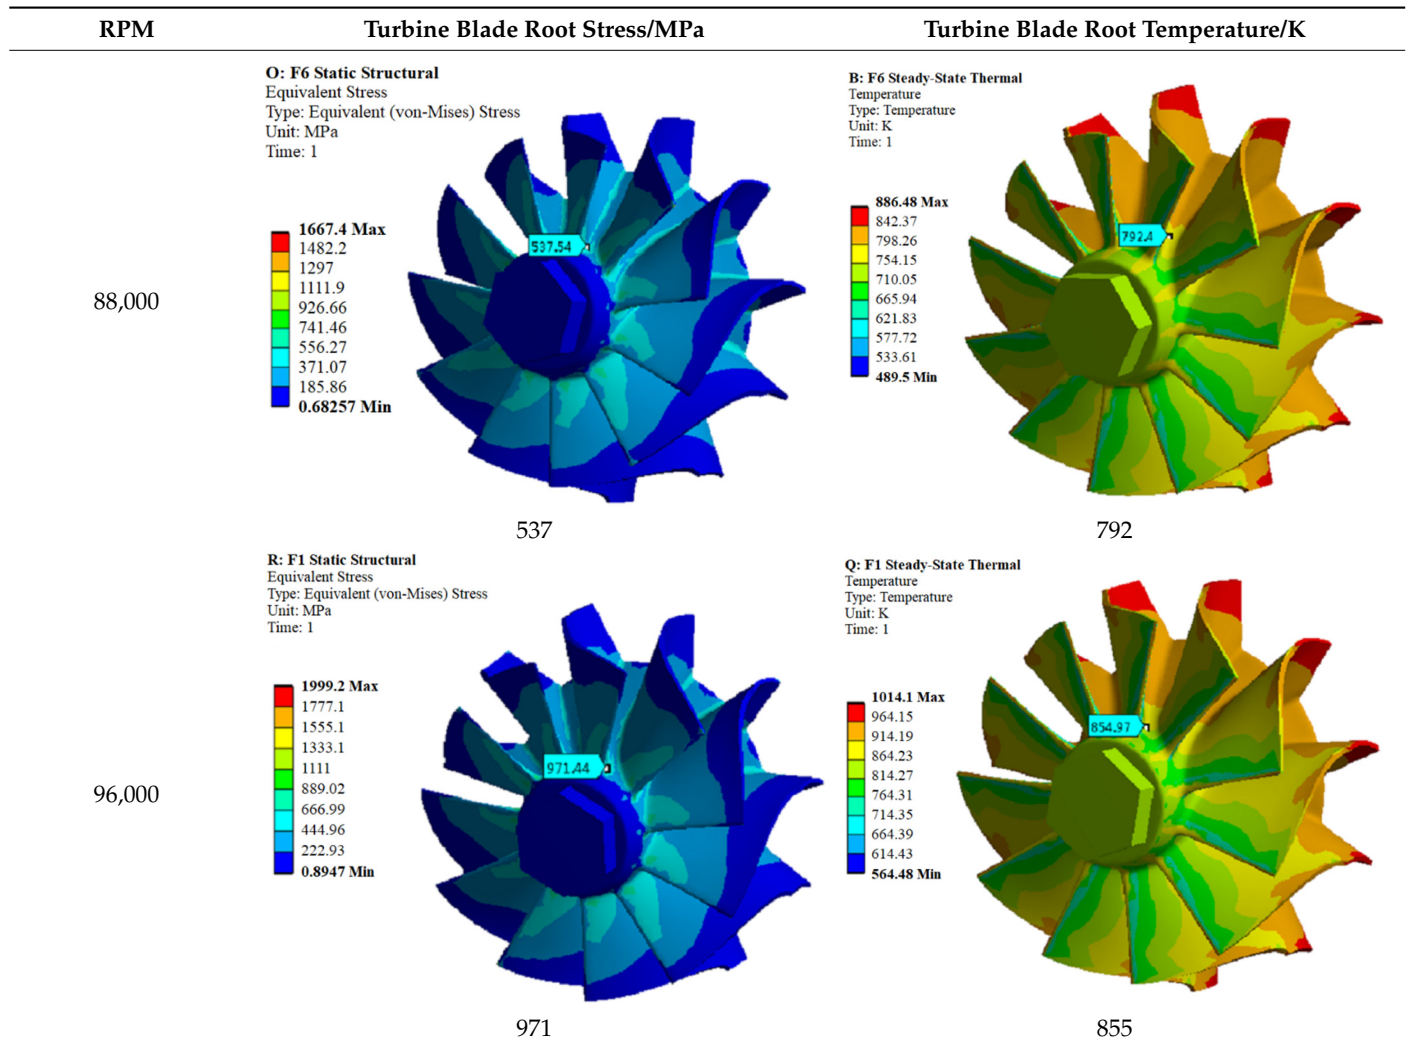 RPM Turbine Blade Root Stress/MPa Turbine Blade Root Temperature/K
88,000
O: F6 Static Structural
Equivalent Stress
Type: Equivalent (von-Mises) Stress
Unit: MPa
Time: 1
1667.4 Max
1482.2
1297
1111.9
926.66
741.46
556.27
371.07
185.86
0.68257 Min
537.54
537
B: F6 Steady-State Thermal
Temperature
Type: Temperature
Unit: K
Time: 1
886.48 Max
842.37
798.26
754.15
710.05
665.94
621.83
577.72
533.61
489.5 Min
792.4
792
96,000
R: F1 Static Structural
Equivalent Stress
Type: Equivalent (von-Mises) Stress
Unit: MPa
Time: 1
1999.2 Max
1777.1
1555.1
1333.1
1111
889.02
666.99
444.96
222.93
0.8947 Min
971.44
971
Q: F1 Steady-State Thermal
Temperature
Type: Temperature
Unit: K
Time: 1
1014.1 Max
964.15
914.19
864.23
814.27
764.31
714.35
664.39
614.43
564.48 Min
854.97
855